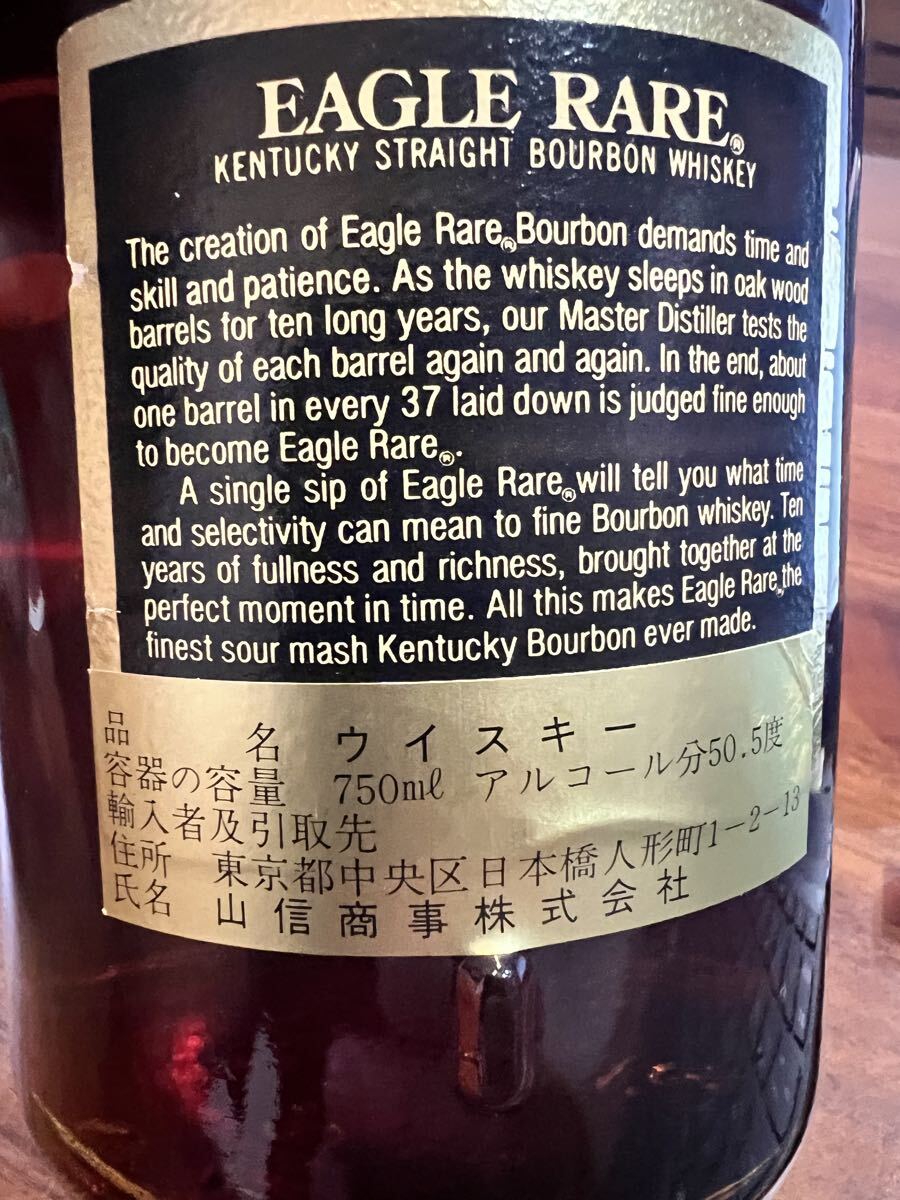 EAGLE RARE®
KENTUCKY STRAIGHT BOURBON WHISKEY
The creation of Eagle Rare® Bourbon demands time and
skill and patience. As the whiskey sleeps in oak wood
barrels for ten long years, our Master Distiller tests the
quality of each barrel again and again. In the end, about
one barrel in every 37 laid down is judged fine enough
to become Eagle Rare®.
A single sip of Eagle Rare® will tell you what time
and selectivity can mean to fine Bourbon whiskey. Ten
years of fullness and richness, brought together at the
perfect moment in time. All this makes Eagle Rare® the
finest sour mash Kentucky Bourbon ever made.
品 名 ウイスキー
容器の容量 750mℓ アルコール分50.5度
輸入者及引取先
住所 東京都中央区日本橋人形町1-2-13
氏名 山信商事株式会社